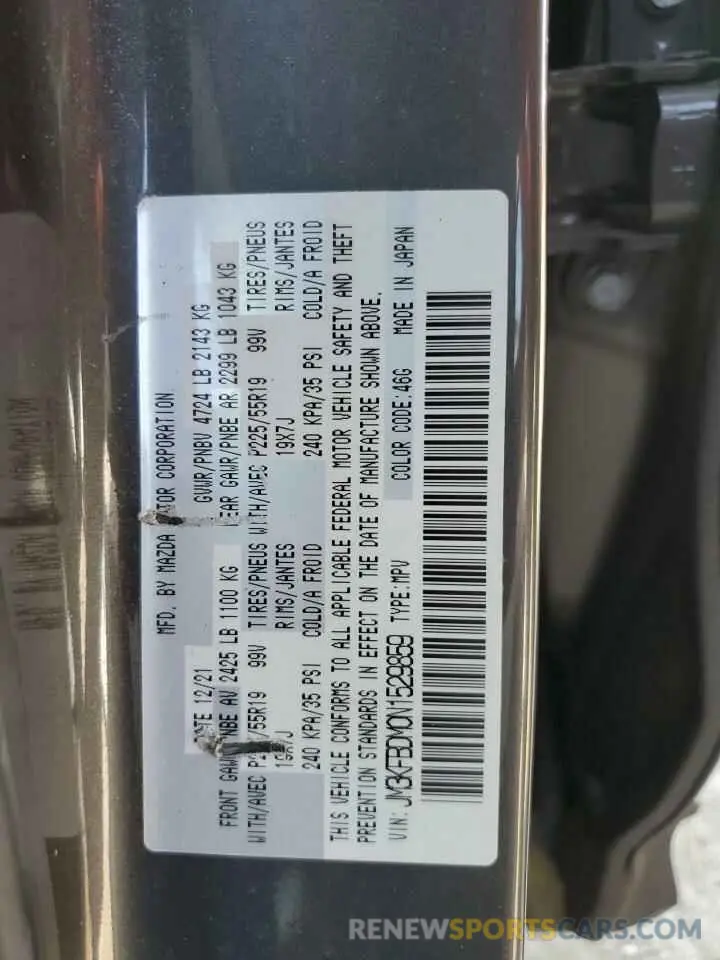 MFD. BY MAZDA MOTOR CORPORATION
DATE 12/21 GVWR/PNBV 4724 LB 2143 KG
FRONT GAWR/PNBE AV 2425 LB 1100 KG REAR GAWR/PNBE AR 2299 LB 1043 KG
WITH/AVEC P225/55R19 99V TIRES/PNEUS WITH/AVEC P225/55R19 99V TIRES/PNEUS
19X7J RIMS/JANTES 19X7J RIMS/JANTES
240 KPA/35 PSI COLD/A FROID 240 KPA/35 PSI COLD/A FROID
THIS VEHICLE CONFORMS TO ALL APPLICABLE FEDERAL MOTOR VEHICLE SAFETY AND THEFT
PREVENTION STANDARDS IN EFFECT ON THE DATE OF MANUFACTURE SHOWN ABOVE.
VIN: JM3KFBDM0N1529859 TYPE:MPV COLOR CODE:46G MADE IN JAPAN
RENEWSPORTSCARS.COM